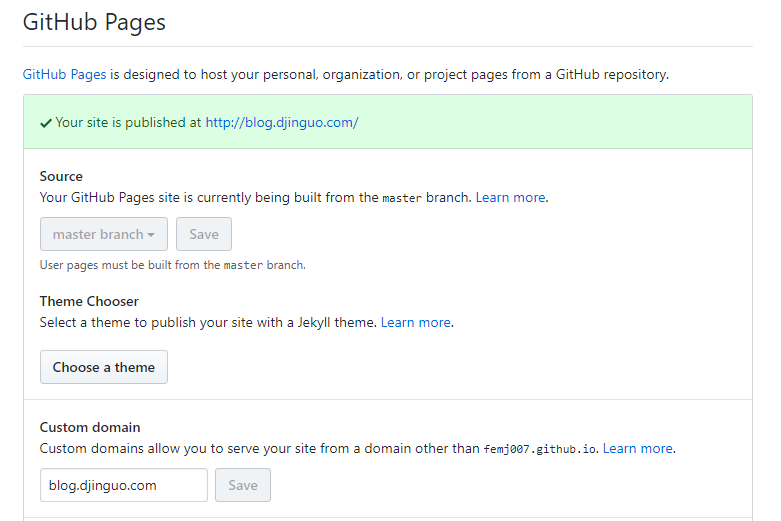 GitHub Pages
GitHub Pages is designed to host your personal, organization, or project pages from a GitHub repository.
Your site is published at http://blog.djinguo.com/
Source
Your GitHub Pages site is currently being built from the master branch. Learn more.
master branch
Save
User pages must be built from the master branch.
Theme Chooser
Select a theme to publish your site with a Jekyll theme. Learn more.
Choose a theme
Custom domain
Custom domains allow you to serve your site from a domain other than femj007.github.io. Learn more.
blog.djinguo.com
Save